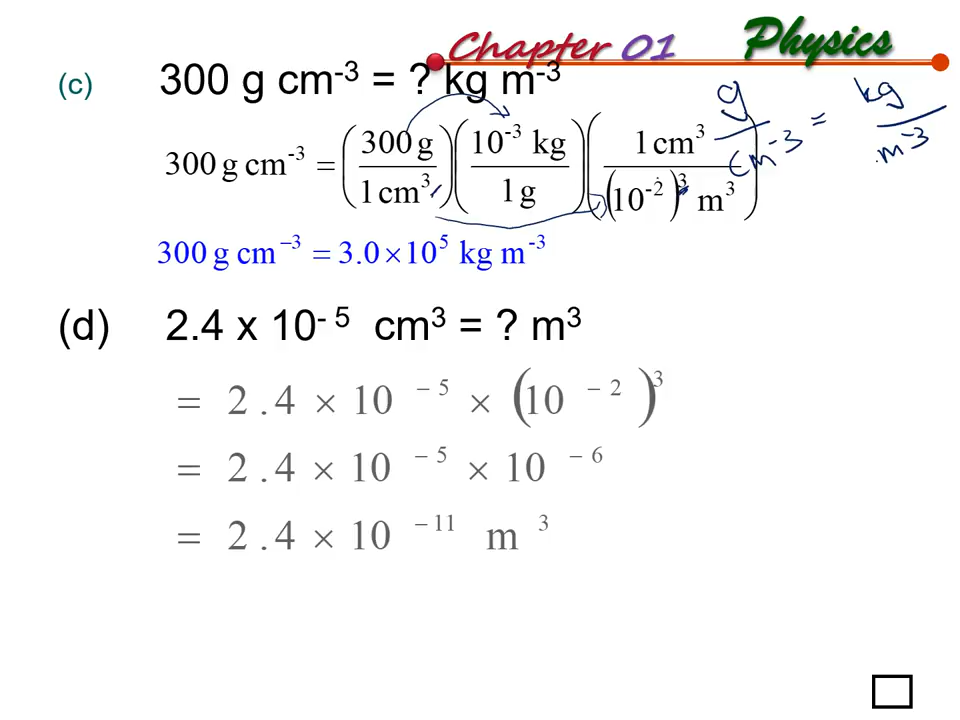 Chapter 01 Physics
(c) 300 g cm⁻³ = ? kg m⁻³
300 g cm⁻³ = (300 g / 1 cm³) (10⁻³ kg / 1 g) (1 cm³ / (10⁻²)³ m³)
g / cm⁻³ = kg / m⁻³
300 g cm⁻³ = 3.0 × 10⁵ kg m⁻³
(d) 2.4 x 10⁻⁵ cm³ = ? m³
= 2.4 × 10⁻⁵ × (10⁻²)³
= 2.4 × 10⁻⁵ × 10⁻⁶
= 2.4 × 10⁻¹¹ m³